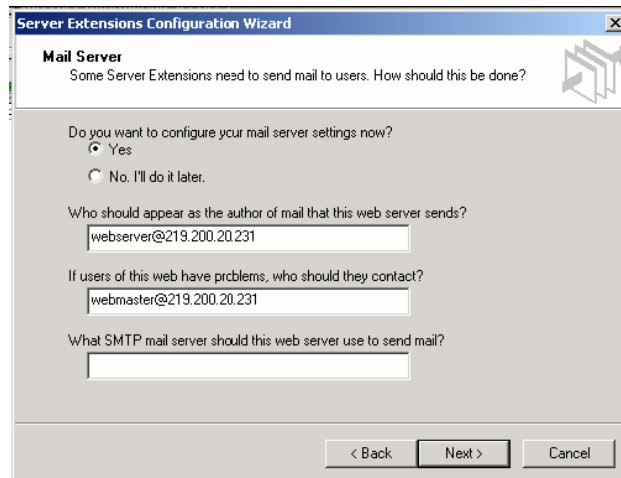 Server Extensions Configuration Wizard
Mail Server
Some Server Extensions need to send mail to users. How should this be done?
Do you want to configure your mail server settings now?
Yes
No. I'll do it later.
Who should appear as the author of mail that this web server sends?
webserver@219.200.20.231
If users of this web have problems, who should they contact?
webmaster@219.200.20.231
What SMTP mail server should this web server use to send mail?
< Back Next > Cancel